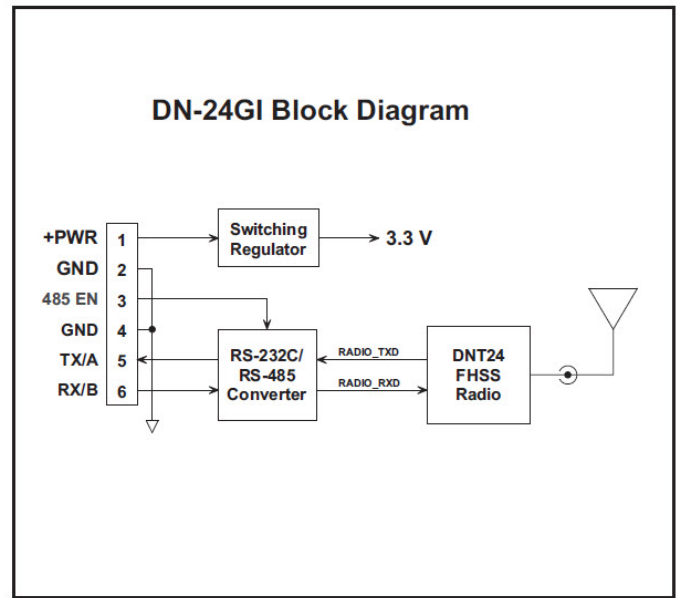 DN-24GI Block Diagram
+PWR 1
GND 2
485 EN 3
GND 4
TX/A 5
RX/B 6
Switching
Regulator
3.3 V
RS-232C/
RS-485
Converter
RADIO_TXD
RADIO_RXD
DNT24
FHSS
Radio